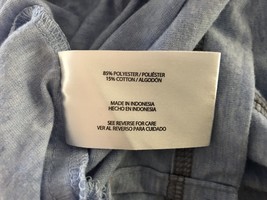 85% POLYESTER / POLIÉSTER
15% COTTON / ALGODÓN
MADE IN INDONESIA
HECHO EN INDONESIA
SEE REVERSE FOR CARE
VER AL REVERSO PARA CUIDADO